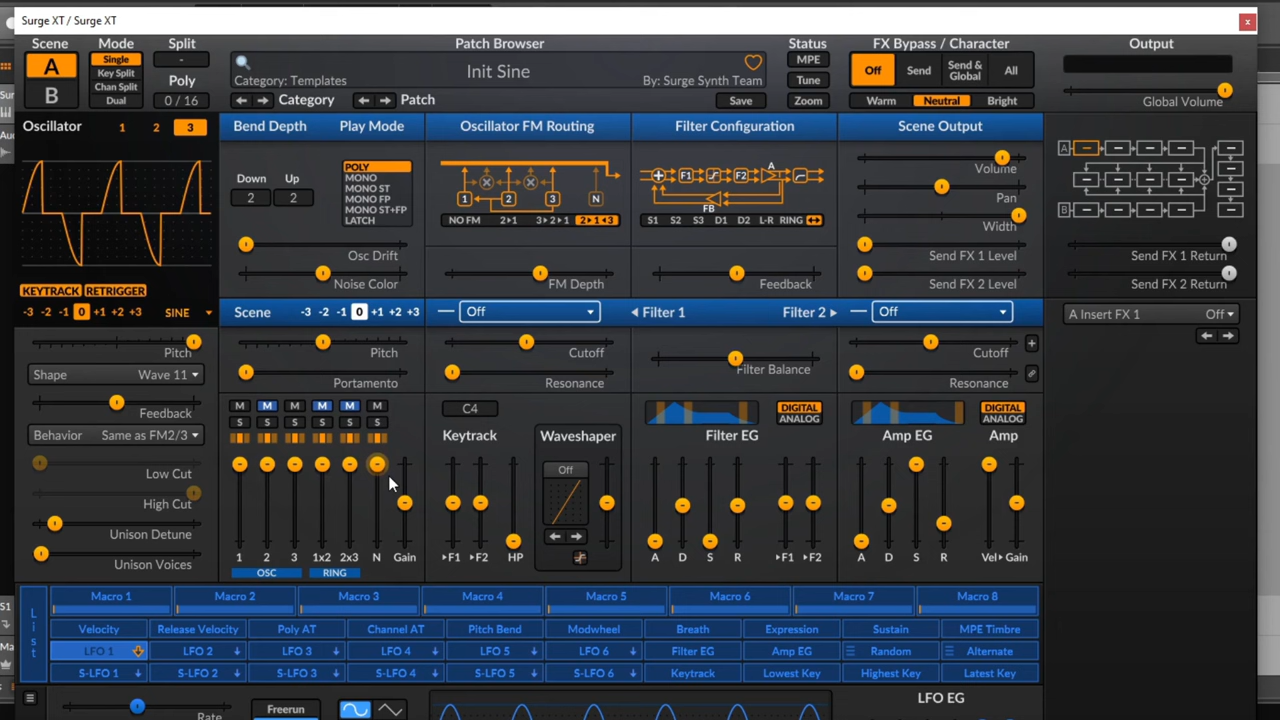 Surge XT / Surge XT
x
Scene
Mode
Split
Patch Browser
Status
FX Bypass / Character
Output
A
B
Single
Key Split
Chan Split
Dual
-
Poly
0 / 16
Init Sine
Category: Templates
By: Surge Synth Team
Category
Patch
Save
MPE
Tune
Zoom
Off
Send
Send &
Global
All
Warm
Neutral
Bright
Global Volume
Oscillator
1
2
3
Bend Depth
Play Mode
Oscillator FM Routing
Filter Configuration
Scene Output
Down
Up
2
2
POLY
MONO
MONO ST
MONO FP
MONO ST+FP
LATCH
1
2
3
N
NO FM
2>1
3>2>1
2>1<3
F1
F2
A
FB
S1
S2
S3
D1
D2
L-R
RING
Volume
Pan
Width
Send FX 1 Level
Send FX 2 Level
A
B
Send FX 1 Return
Send FX 2 Return
Osc Drift
Noise Color
FM Depth
Feedback
KEYTRACK
RETRIGGER
-3 -2 -1 0 +1 +2 +3
SINE
Scene
-3 -2 -1 0 +1 +2 +3
Off
Filter 1
Filter 2
Off
A Insert FX 1
Off
Pitch
Shape
Wave 11
Feedback
Behavior
Same as FM2/3
Low Cut
High Cut
Unison Detune
Unison Voices
Pitch
Portamento
Cutoff
Resonance
Filter Balance
Cutoff
Resonance
M M M M M M
S S S S S S
1 2 3 1x2 2x3 N Gain
OSC
RING
C4
Keytrack
F1
F2
HP
Waveshaper
Off
DIGITAL
ANALOG
Filter EG
A D S R
F1
F2
DIGITAL
ANALOG
Amp EG
Amp
A D S R
Vel
Gain
List
Macro 1
Macro 2
Macro 3
Macro 4
Macro 5
Macro 6
Macro 7
Macro 8
Velocity
Release Velocity
Poly AT
Channel AT
Pitch Bend
Modwheel
Breath
Expression
Sustain
MPE Timbre
LFO 1
LFO 2
LFO 3
LFO 4
LFO 5
LFO 6
Filter EG
Amp EG
Random
Alternate
S-LFO 1
S-LFO 2
S-LFO 3
S-LFO 4
S-LFO 5
S-LFO 6
Keytrack
Lowest Key
Highest Key
Latest Key
Rate
Freerun
LFO EG